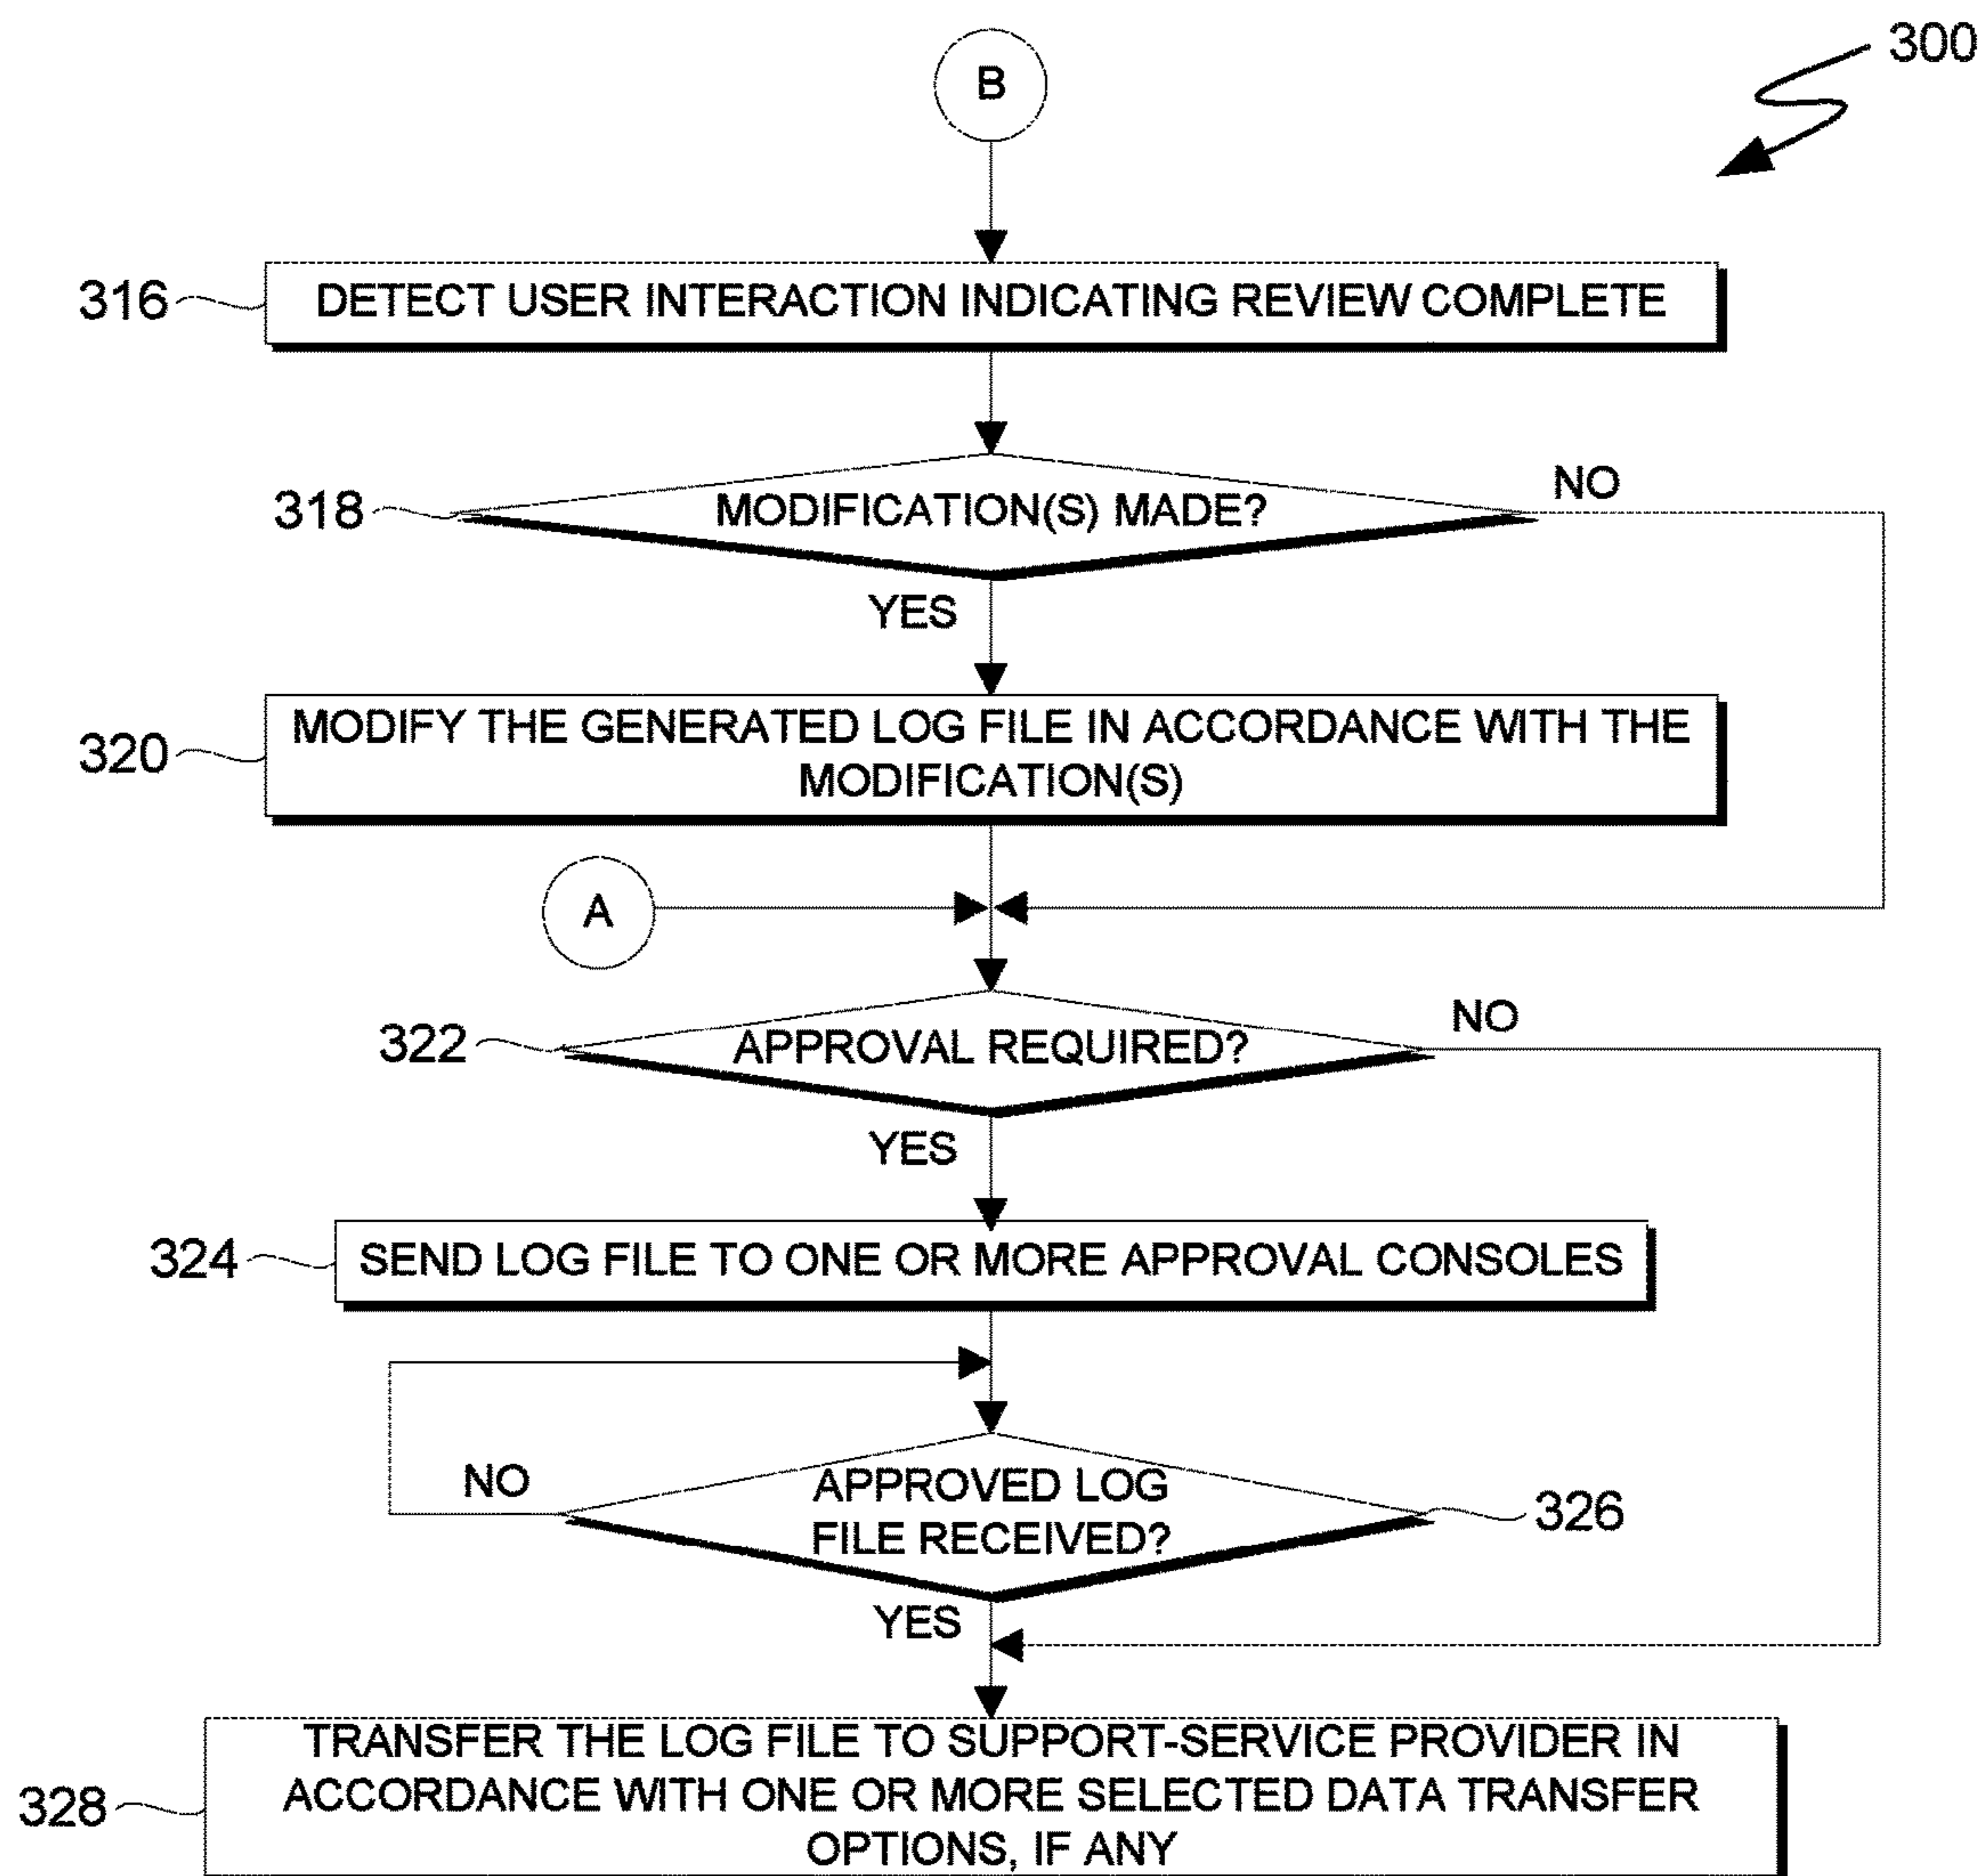 300
B
316
DETECT USER INTERACTION INDICATING REVIEW COMPLETE
318
MODIFICATION(S) MADE?
NO
YES
320
MODIFY THE GENERATED LOG FILE IN ACCORDANCE WITH THE
MODIFICATION(S)
A
322
APPROVAL REQUIRED?
NO
YES
324
SEND LOG FILE TO ONE OR MORE APPROVAL CONSOLES
NO
APPROVED LOG
FILE RECEIVED?
326
YES
328
TRANSFER THE LOG FILE TO SUPPORT-SERVICE PROVIDER IN
ACCORDANCE WITH ONE OR MORE SELECTED DATA TRANSFER
OPTIONS, IF ANY